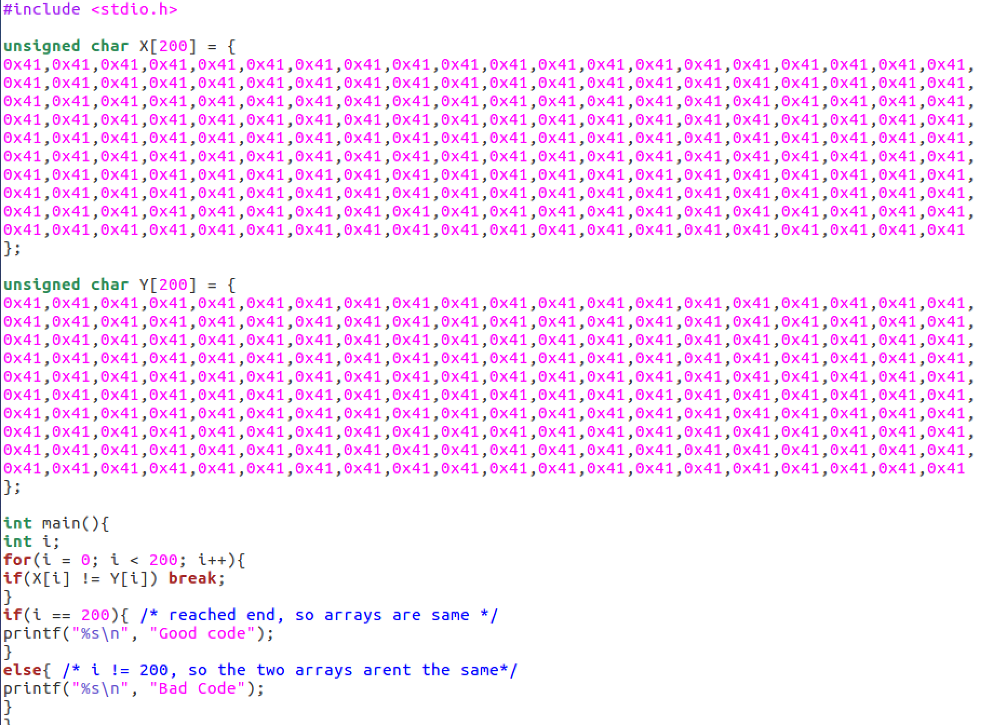 #include <stdio.h>
unsigned char X[200] = {
0x41,0x41,0x41,0x41,0x41,0x41,0x41,0x41,0x41,0x41,0x41,0x41,0x41,0x41,0x41,0x41,0x41,0x41,0x41,0x41,
0x41,0x41,0x41,0x41,0x41,0x41,0x41,0x41,0x41,0x41,0x41,0x41,0x41,0x41,0x41,0x41,0x41,0x41,0x41,0x41,
0x41,0x41,0x41,0x41,0x41,0x41,0x41,0x41,0x41,0x41,0x41,0x41,0x41,0x41,0x41,0x41,0x41,0x41,0x41,0x41,
0x41,0x41,0x41,0x41,0x41,0x41,0x41,0x41,0x41,0x41,0x41,0x41,0x41,0x41,0x41,0x41,0x41,0x41,0x41,0x41,
0x41,0x41,0x41,0x41,0x41,0x41,0x41,0x41,0x41,0x41,0x41,0x41,0x41,0x41,0x41,0x41,0x41,0x41,0x41,0x41,
0x41,0x41,0x41,0x41,0x41,0x41,0x41,0x41,0x41,0x41,0x41,0x41,0x41,0x41,0x41,0x41,0x41,0x41,0x41,0x41,
0x41,0x41,0x41,0x41,0x41,0x41,0x41,0x41,0x41,0x41,0x41,0x41,0x41,0x41,0x41,0x41,0x41,0x41,0x41,0x41,
0x41,0x41,0x41,0x41,0x41,0x41,0x41,0x41,0x41,0x41,0x41,0x41,0x41,0x41,0x41,0x41,0x41,0x41,0x41,0x41,
0x41,0x41,0x41,0x41,0x41,0x41,0x41,0x41,0x41,0x41,0x41,0x41,0x41,0x41,0x41,0x41,0x41,0x41,0x41,0x41,
0x41,0x41,0x41,0x41,0x41,0x41,0x41,0x41,0x41,0x41,0x41,0x41,0x41,0x41,0x41,0x41,0x41,0x41,0x41,0x41
};
unsigned char Y[200] = {
0x41,0x41,0x41,0x41,0x41,0x41,0x41,0x41,0x41,0x41,0x41,0x41,0x41,0x41,0x41,0x41,0x41,0x41,0x41,0x41,
0x41,0x41,0x41,0x41,0x41,0x41,0x41,0x41,0x41,0x41,0x41,0x41,0x41,0x41,0x41,0x41,0x41,0x41,0x41,0x41,
0x41,0x41,0x41,0x41,0x41,0x41,0x41,0x41,0x41,0x41,0x41,0x41,0x41,0x41,0x41,0x41,0x41,0x41,0x41,0x41,
0x41,0x41,0x41,0x41,0x41,0x41,0x41,0x41,0x41,0x41,0x41,0x41,0x41,0x41,0x41,0x41,0x41,0x41,0x41,0x41,
0x41,0x41,0x41,0x41,0x41,0x41,0x41,0x41,0x41,0x41,0x41,0x41,0x41,0x41,0x41,0x41,0x41,0x41,0x41,0x41,
0x41,0x41,0x41,0x41,0x41,0x41,0x41,0x41,0x41,0x41,0x41,0x41,0x41,0x41,0x41,0x41,0x41,0x41,0x41,0x41,
0x41,0x41,0x41,0x41,0x41,0x41,0x41,0x41,0x41,0x41,0x41,0x41,0x41,0x41,0x41,0x41,0x41,0x41,0x41,0x41,
0x41,0x41,0x41,0x41,0x41,0x41,0x41,0x41,0x41,0x41,0x41,0x41,0x41,0x41,0x41,0x41,0x41,0x41,0x41,0x41,
0x41,0x41,0x41,0x41,0x41,0x41,0x41,0x41,0x41,0x41,0x41,0x41,0x41,0x41,0x41,0x41,0x41,0x41,0x41,0x41,
0x41,0x41,0x41,0x41,0x41,0x41,0x41,0x41,0x41,0x41,0x41,0x41,0x41,0x41,0x41,0x41,0x41,0x41,0x41,0x41
};
int main(){
int i;
for(i = 0; i < 200; i++){
if(X[i] != Y[i]) break;
}
if(i == 200){ /* reached end, so arrays are same */
printf("%s\n", "Good code");
}
else{ /* i != 200, so the two arrays arent the same*/
printf("%s\n", "Bad Code");
}
}